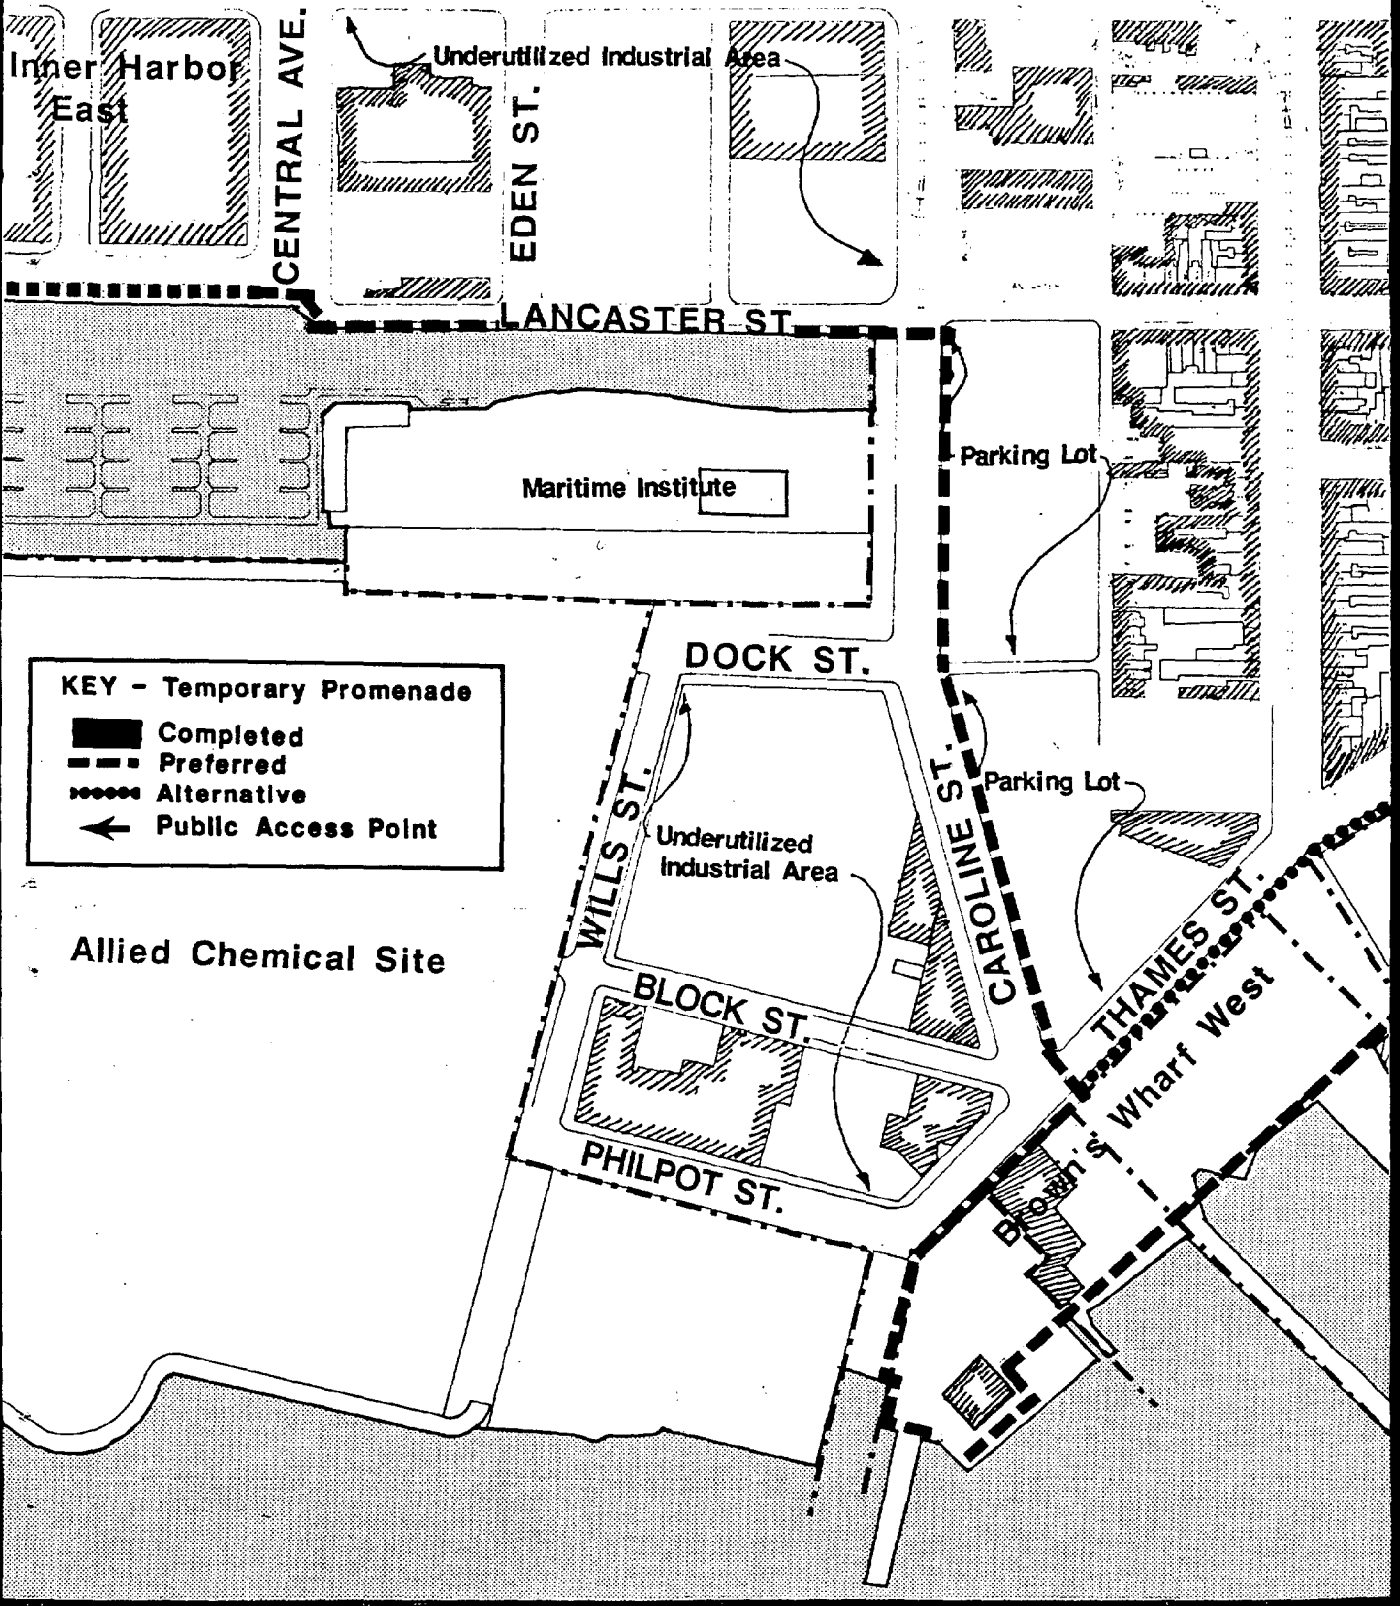 Inner Harbor
East
CENTRAL AVE.
Underutilized Industrial Area
EDEN ST.
LANCASTER ST
Parking Lot
Maritime Institute
DOCK ST.
KEY - Temporary Promenade
Completed
Preferred
Alternative
Public Access Point
WILLS ST.
CAROLINE ST.
Parking Lot
Underutilized
Industrial Area
THAMES ST.
Allied Chemical Site
BLOCK ST.
Brown's Wharf West
PHILPOT ST.